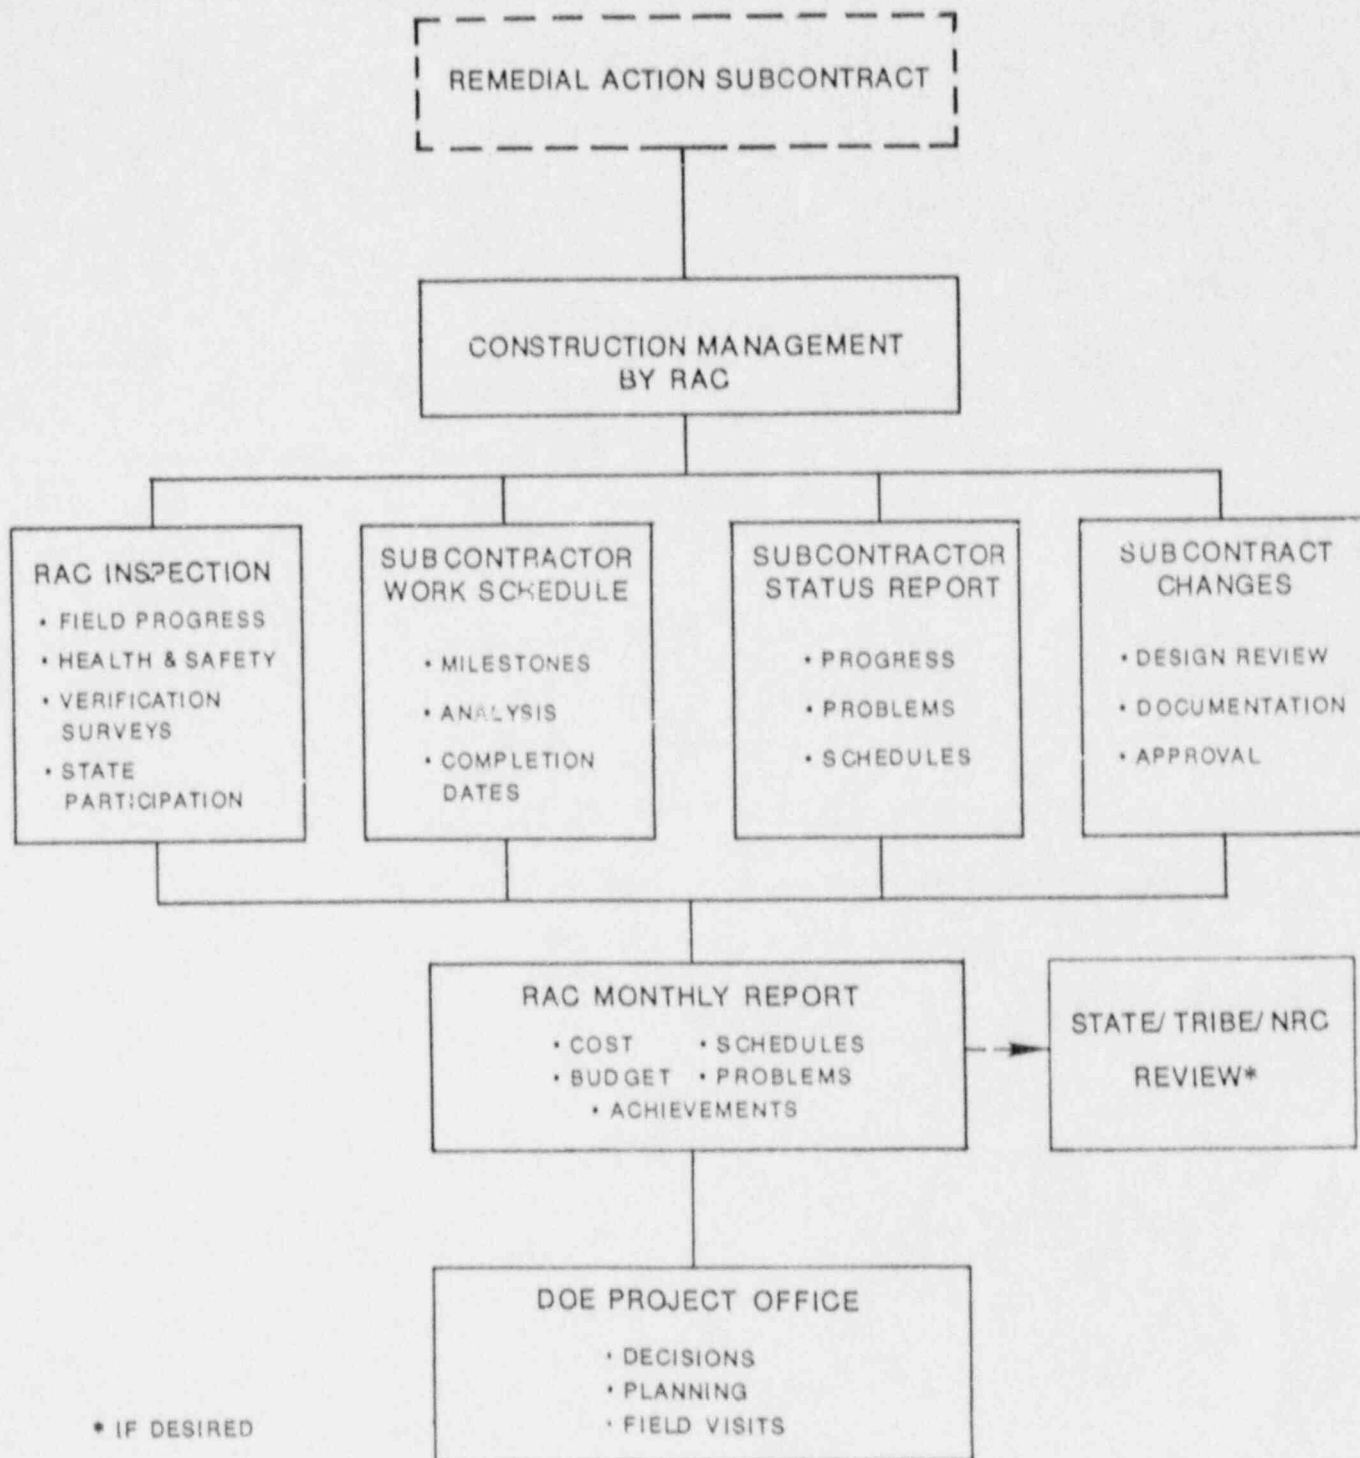 REMEDIAL ACTION SUBCONTRACT
CONSTRUCTION MANAGEMENT
BY RAC
RAC INSPECTION
• FIELD PROGRESS
• HEALTH & SAFETY
• VERIFICATION
SURVEYS
• STATE
PARTICIPATION
SUBCONTRACTOR
WORK SCHEDULE
• MILESTONES
• ANALYSIS
• COMPLETION
DATES
SUBCONTRACTOR
STATUS REPORT
• PROGRESS
• PROBLEMS
• SCHEDULES
SUBCONTRACT
CHANGES
• DESIGN REVIEW
• DOCUMENTATION
• APPROVAL
RAC MONTHLY REPORT
• COST • SCHEDULES
• BUDGET • PROBLEMS
• ACHIEVEMENTS
STATE/ TRIBE/ NRC
REVIEW*
DOE PROJECT OFFICE
• DECISIONS
• PLANNING
• FIELD VISITS
* IF DESIRED